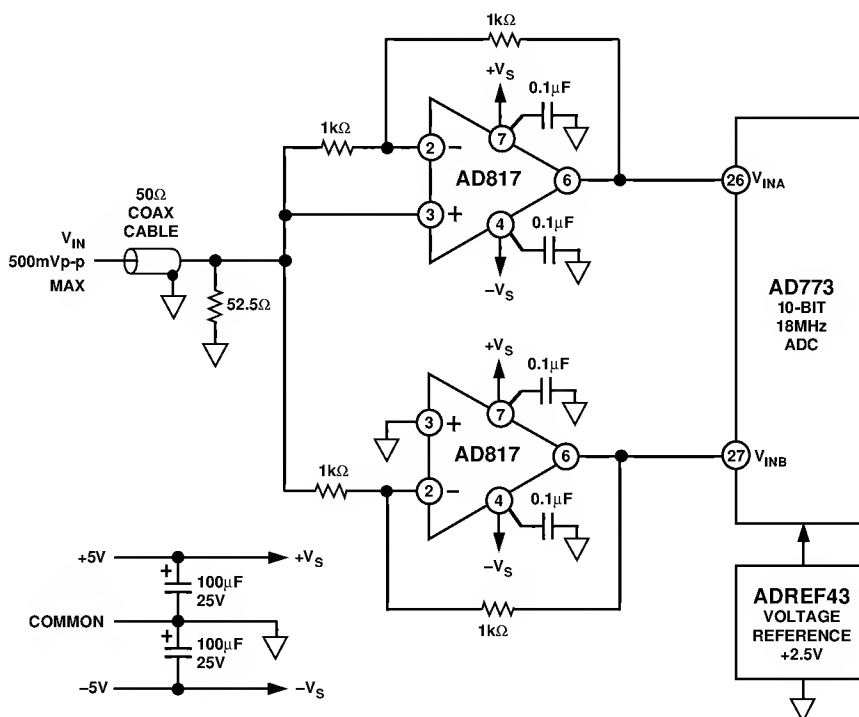 1kΩ
+VS
0.1µF
1kΩ
2
−
7
AD817
6
26
VINA
50Ω
COAX
CABLE
3
+
4
0.1µF
VIN
500mVp-p
MAX
−VS
52.5Ω
AD773
10-BIT
18MHz
ADC
+VS
0.1µF
3
+
7
AD817
6
27
VINB
1kΩ
2
−
4
0.1µF
−VS
+5V
+VS
+
100µF
25V
COMMON
+
100µF
25V
−5V
−VS
1kΩ
ADREF43
VOLTAGE
REFERENCE
+2.5V